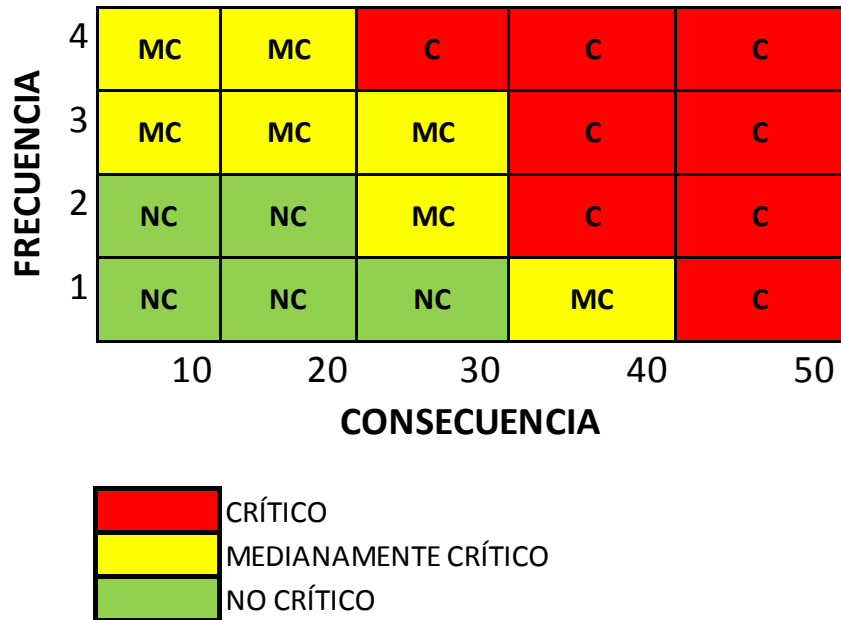 FRECUENCIA
4 MC MC C C C
3 MC MC MC C C
2 NC NC MC C C
1 NC NC NC MC C
10 20 30 40 50
CONSECUENCIA
CRÍTICO
MEDIANAMENTE CRÍTICO
NO CRÍTICO